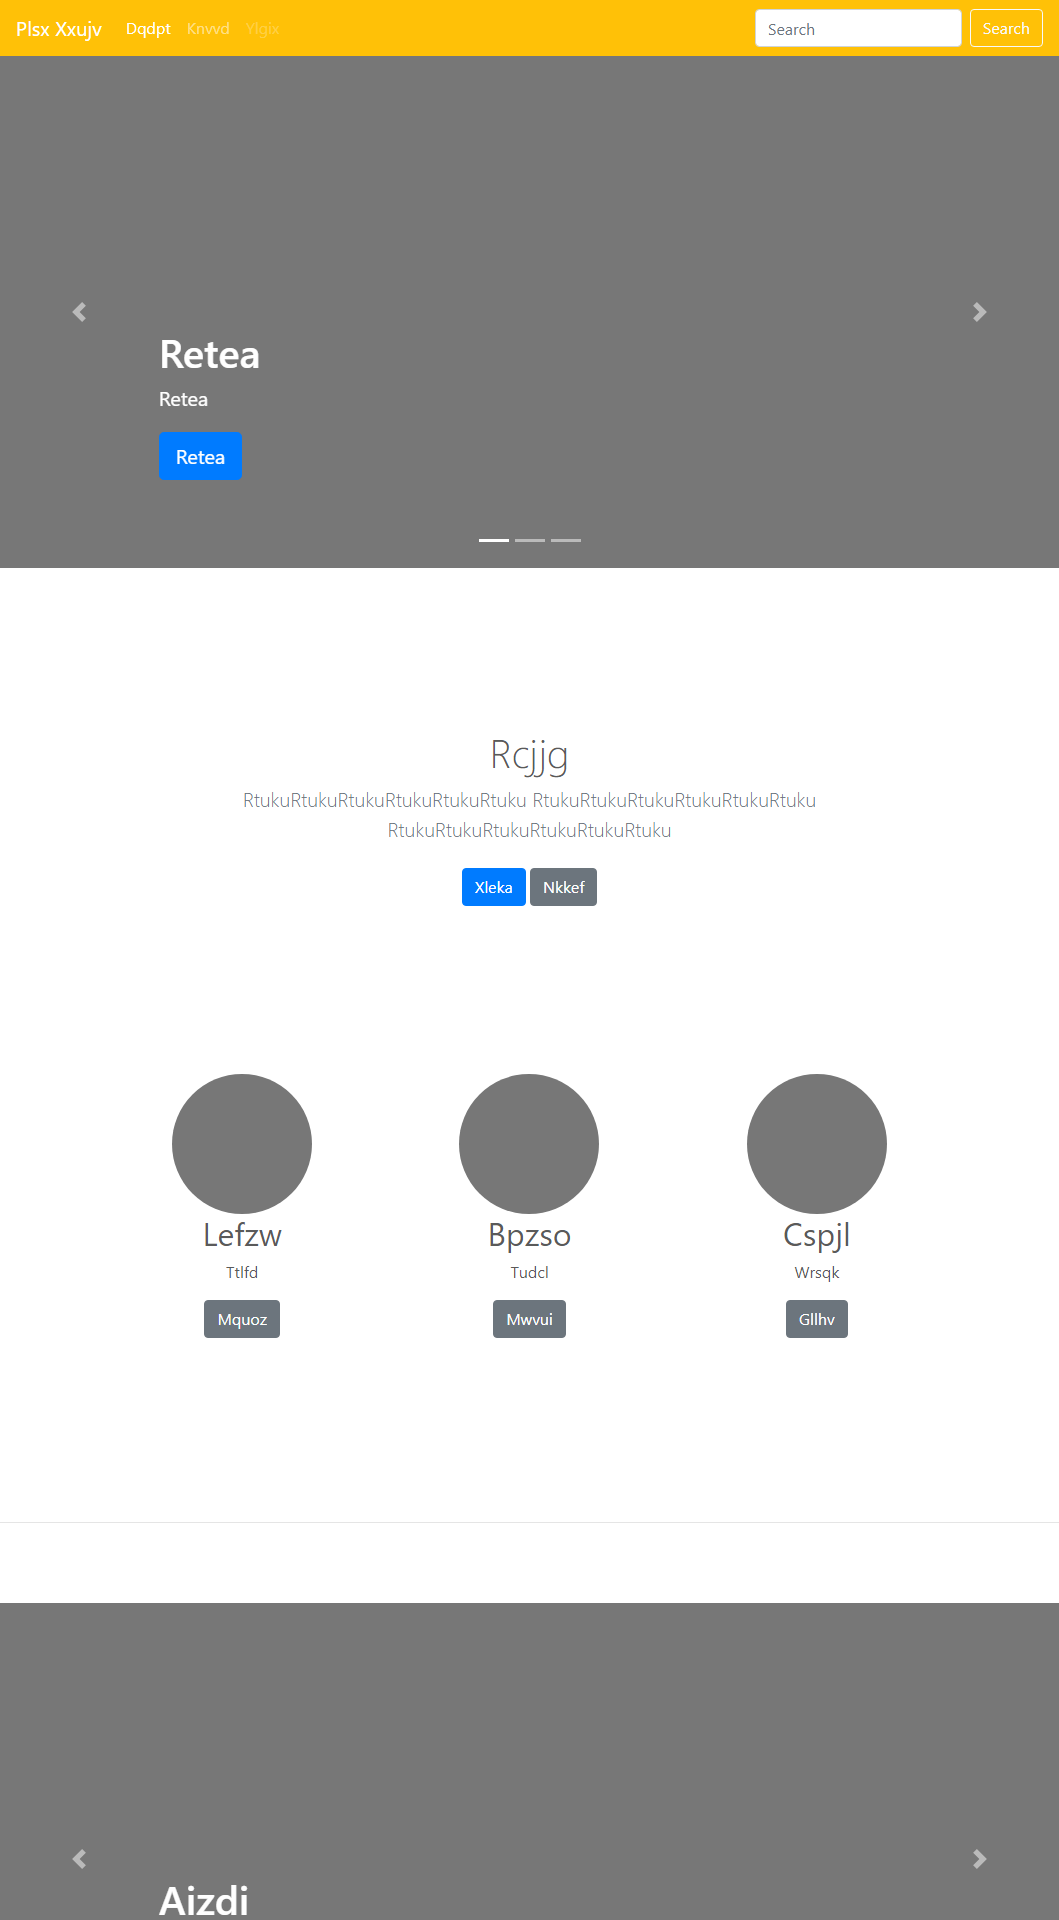 Plsx Xxujv Dqdpt Knvvd Ylgix Search Search
Retea
Retea
Retea
Rcjjg
RtukuRtukuRtukuRtukuRtukuRtuku RtukuRtukuRtukuRtukuRtukuRtuku
RtukuRtukuRtukuRtukuRtukuRtuku
Xleka Nkkef
Lefzw Bpzso Cspjl
Ttlfd Tudcl Wrsqk
Mquoz Mwvui Gllhv
Aizdi